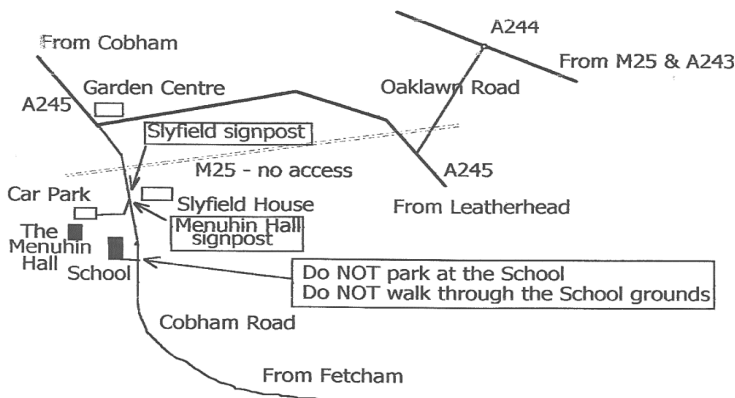 A244
From Cobham
From M25 & A243
Garden Centre
Oaklawn Road
A245
Slyfield signpost
M25 - no access
A245
Car Park
Slyfield House
From Leatherhead
Menuhin Hall
signpost
The
Menuhin
Hall
School
Do NOT park at the School
Do NOT walk through the School grounds
Cobham Road
From Fetcham